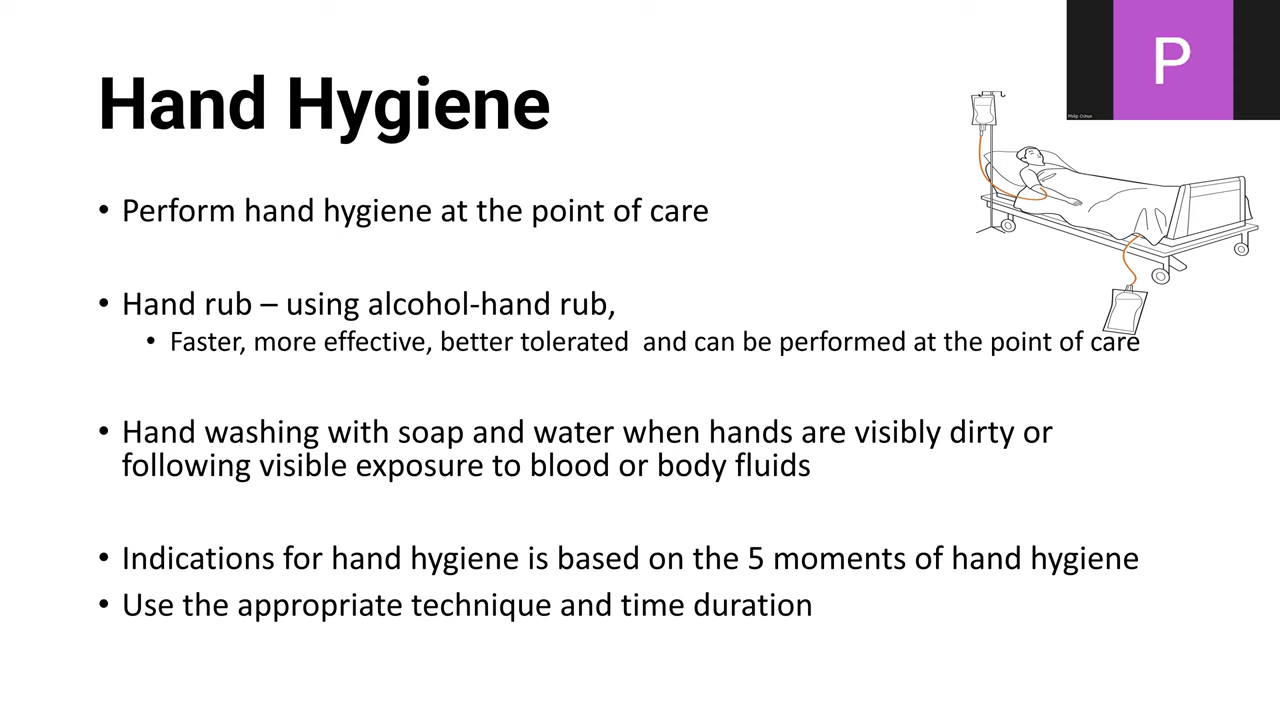 P
Philip Ochuo
Hand Hygiene
• Perform hand hygiene at the point of care
• Hand rub – using alcohol-hand rub,
• Faster, more effective, better tolerated  and can be performed at the point of care
• Hand washing with soap and water when hands are visibly dirty or
following visible exposure to blood or body fluids
• Indications for hand hygiene is based on the 5 moments of hand hygiene
• Use the appropriate technique and time duration